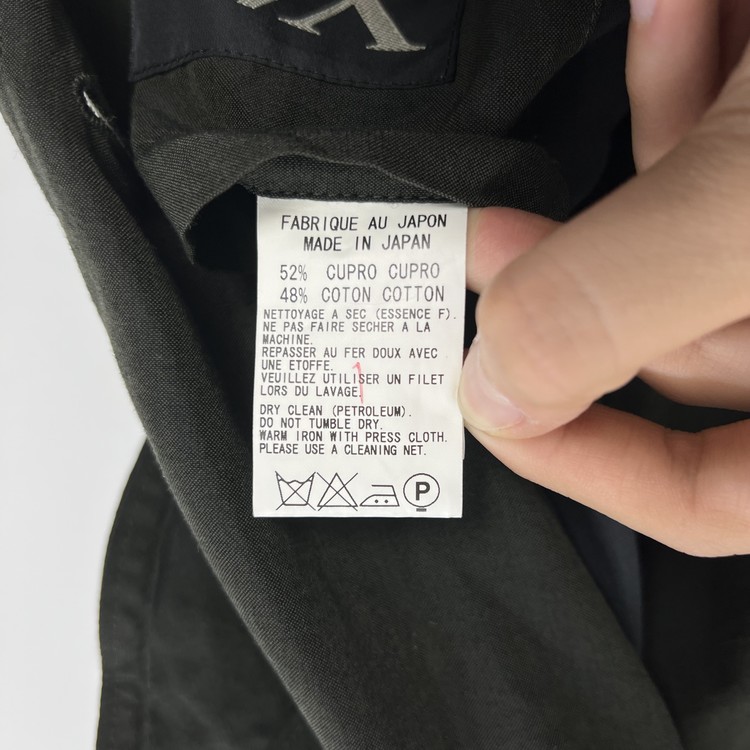 FABRIQUE AU JAPON
MADE IN JAPAN
52% CUPRO CUPRO
48% COTON COTTON
NETTOYAGE A SEC (ESSENCE F).
NE PAS FAIRE SECHER A LA
MACHINE.
REPASSER AU FER DOUX AVEC
UNE ETOFFE.
VEUILLEZ UTILISER UN FILET
LORS DU LAVAGE.
DRY CLEAN (PETROLEUM).
DO NOT TUMBLE DRY.
WARM IRON WITH PRESS CLOTH.
PLEASE USE A CLEANING NET.
P